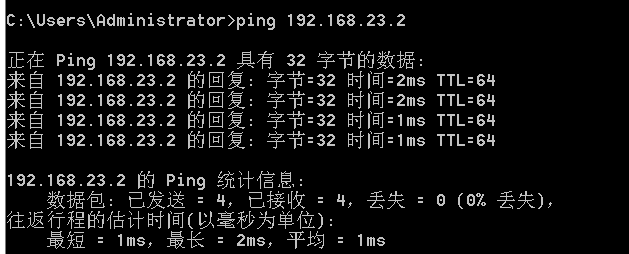 C:\Users\Administrator>ping 192.168.23.2
正在 Ping 192.168.23.2 具有 32 字节的数据:
来自 192.168.23.2 的回复: 字节=32 时间=2ms TTL=64
来自 192.168.23.2 的回复: 字节=32 时间=2ms TTL=64
来自 192.168.23.2 的回复: 字节=32 时间=1ms TTL=64
来自 192.168.23.2 的回复: 字节=32 时间=1ms TTL=64
192.168.23.2 的 Ping 统计信息:
数据包: 已发送 = 4，已接收 = 4，丢失 = 0 (0% 丢失)，
往返行程的估计时间(以毫秒为单位):
最短 = 1ms，最长 = 2ms，平均 = 1ms